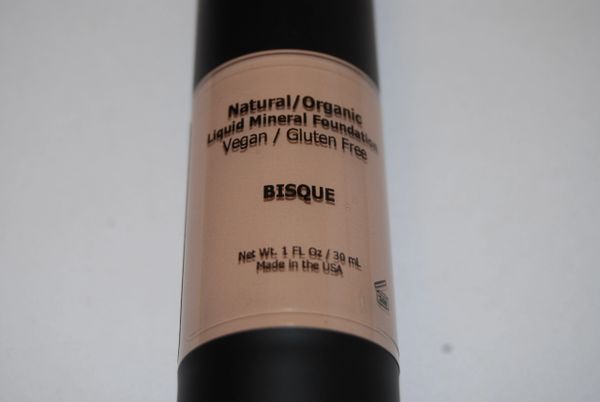 Natural/Organic
Liquid Mineral Foundation
Vegan / Gluten Free
BISQUE
Net Wt. 1 FL Oz / 30 mL
Made in the USA